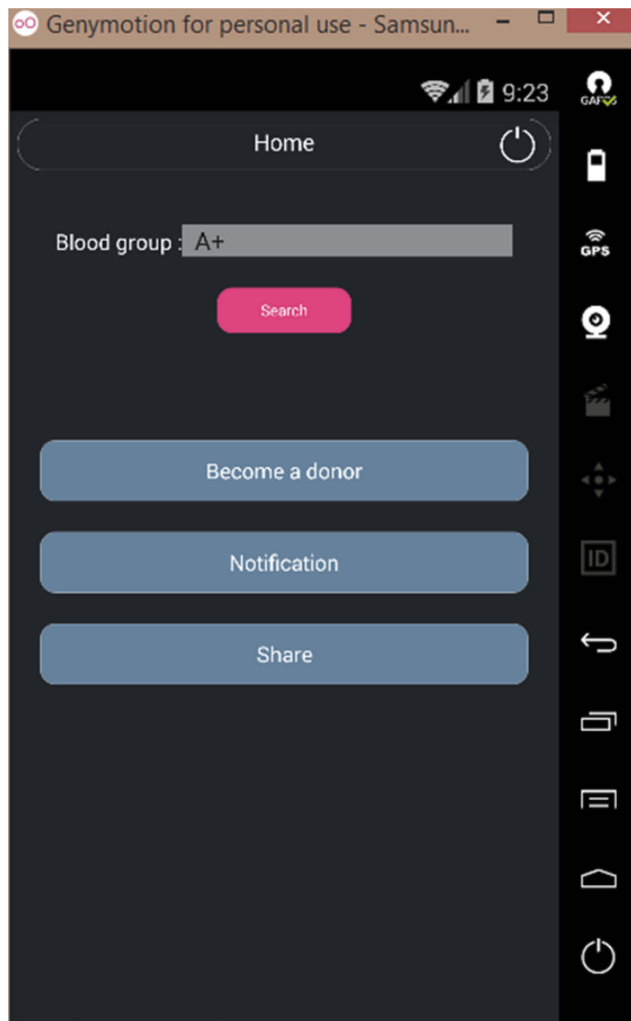 Genymotion for personal use - Samsun...
9:23
GAPPS
Home
Blood group : A+
GPS
Search
Become a donor
ID
Notification
Share